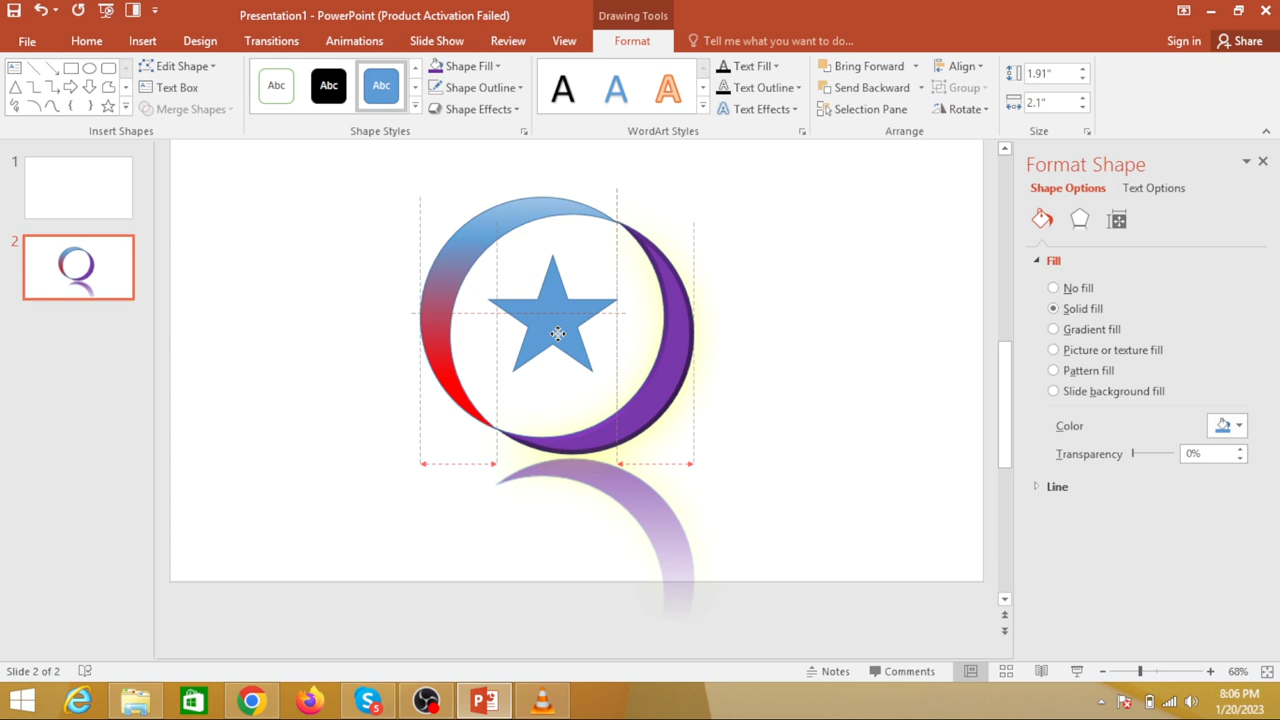 Presentation1 - PowerPoint (Product Activation Failed)
Drawing Tools
File
Home
Insert
Design
Transitions
Animations
Slide Show
Review
View
Format
Tell me what you want to do...
Sign in
Share
Edit Shape
Text Box
Merge Shapes
Insert Shapes
Abc
Abc
Abc
Shape Fill
Shape Outline
Shape Effects
Shape Styles
A
A
A
Text Fill
Text Outline
Text Effects
WordArt Styles
Bring Forward
Send Backward
Selection Pane
Align
Group
Rotate
Arrange
1.91"
2.1"
Size
1
2
Format Shape
Shape Options
Text Options
Fill
No fill
Solid fill
Gradient fill
Picture or texture fill
Pattern fill
Slide background fill
Color
Transparency
0%
Line
Slide 2 of 2
Notes
Comments
68%
8:06 PM
1/20/2023